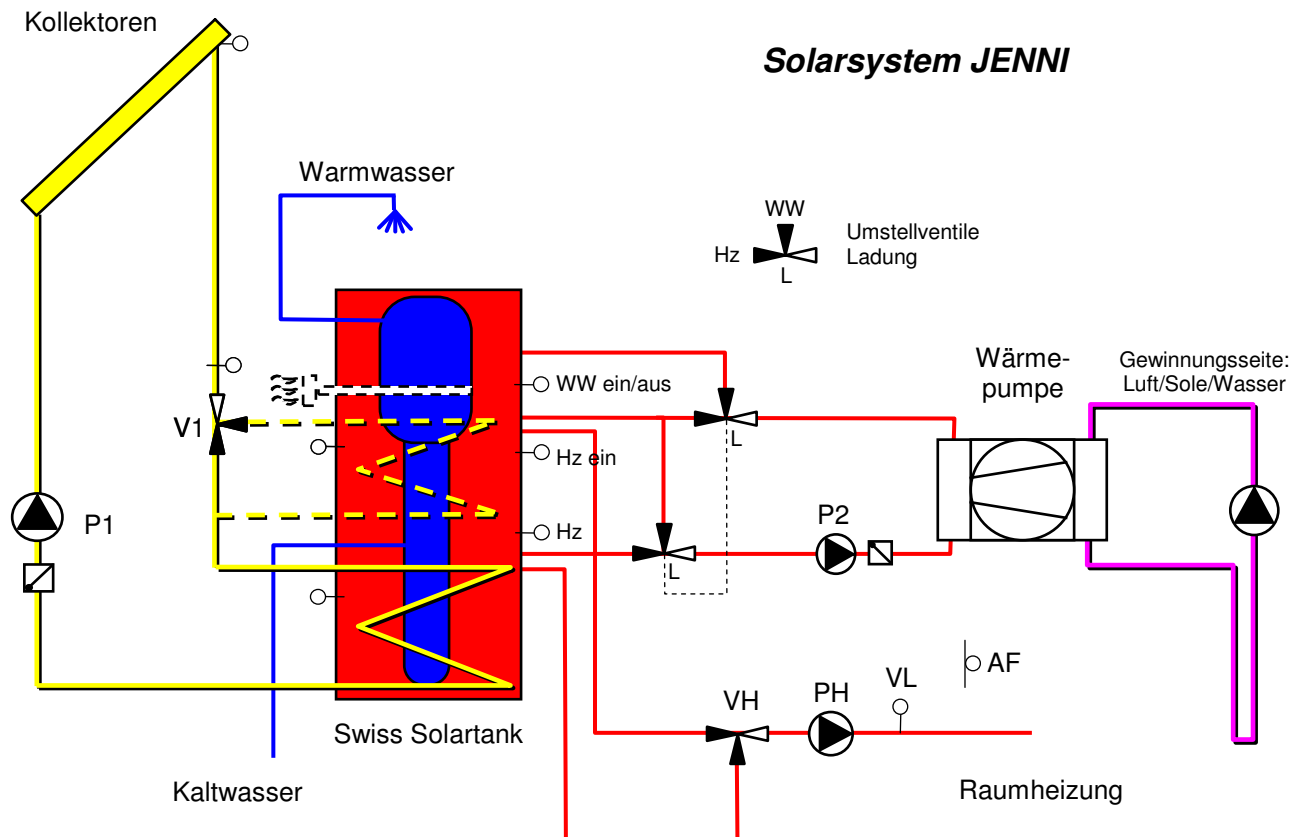 Kollektoren
Solarsystem JENNI
Warmwasser
WW
Hz
L
Umstellventile
Ladung
Wärme-
pumpe
Gewinnungsseite:
Luft/Sole/Wasser
WW ein/aus
L
V1
Hz ein
P1
Hz
P2
L
AF
VL
VH
PH
Swiss Solartank
Kaltwasser
Raumheizung